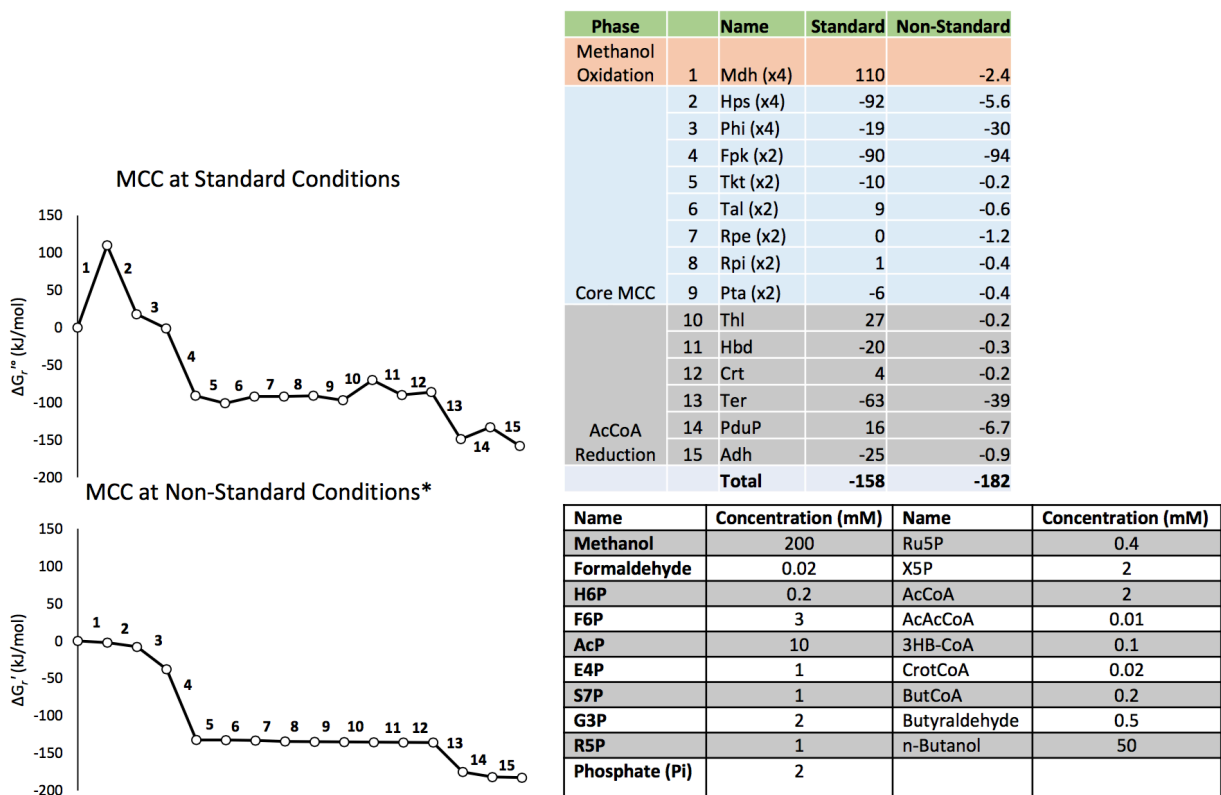 MCC at Standard Conditions
150
100
50
0
-50
-100
-150
-200
ΔGr'° (kJ/mol)
1
2
3
4
5
6
7
8
9
10
11
12
13
14
15
MCC at Non-Standard Conditions*
150
100
50
0
-50
-100
-150
-200
ΔGr' (kJ/mol)
1
2
3
4
5
6
7
8
9
10
11
12
13
14
15
Phase Name Standard Non-Standard
Methanol
Oxidation 1 Mdh (x4) 110 -2.4
2 Hps (x4) -92 -5.6
3 Phi (x4) -19 -30
4 Fpk (x2) -90 -94
5 Tkt (x2) -10 -0.2
6 Tal (x2) 9 -0.6
7 Rpe (x2) 0 -1.2
8 Rpi (x2) 1 -0.4
Core MCC 9 Pta (x2) -6 -0.4
10 Thl 27 -0.2
11 Hbd -20 -0.3
12 Crt 4 -0.2
13 Ter -63 -39
AcCoA 14 PduP 16 -6.7
Reduction 15 Adh -25 -0.9
Total -158 -182
Name Concentration (mM) Name Concentration (mM)
Methanol 200 Ru5P 0.4
Formaldehyde 0.02 X5P 2
H6P 0.2 AcCoA 2
F6P 3 AcAcCoA 0.01
AcP 10 3HB-CoA 0.1
E4P 1 CrotCoA 0.02
S7P 1 ButCoA 0.2
G3P 2 Butyraldehyde 0.5
R5P 1 n-Butanol 50
Phosphate (Pi) 2